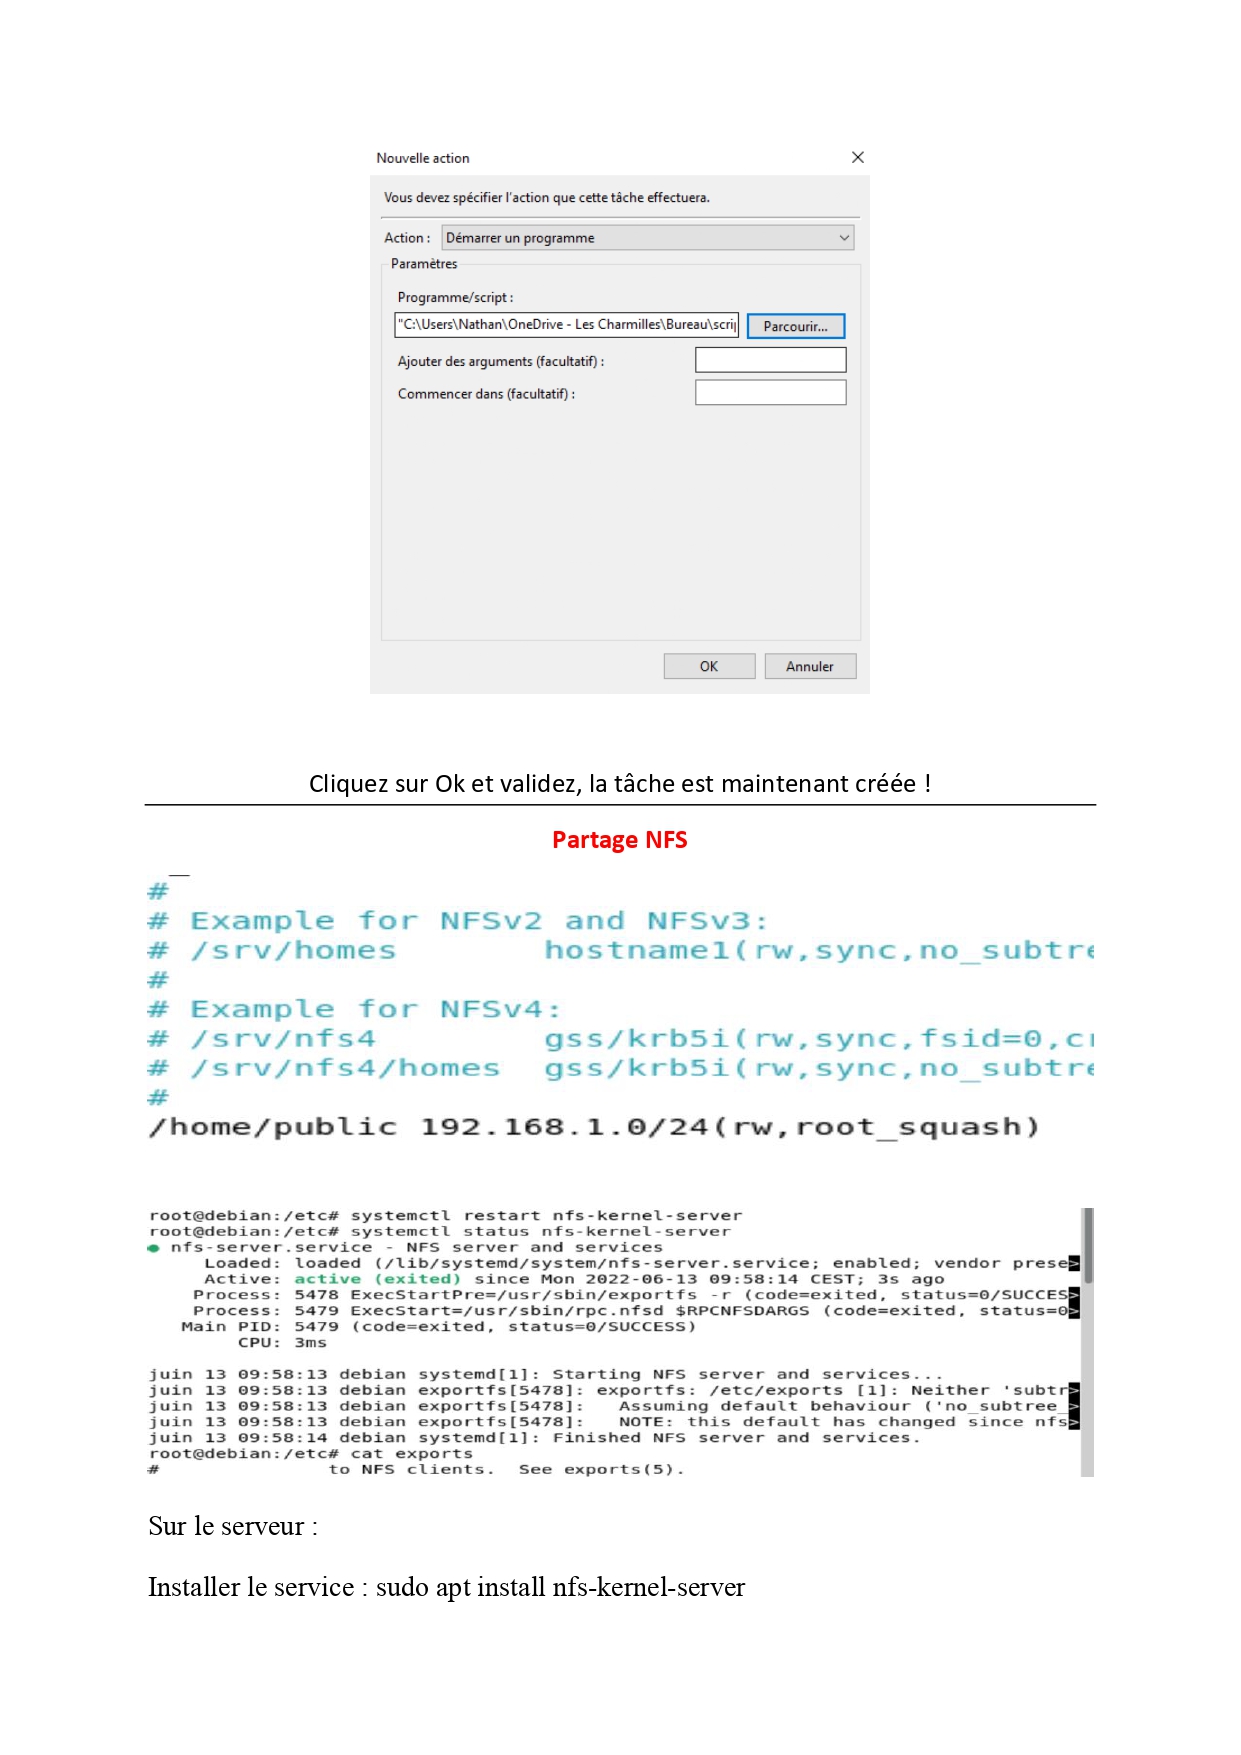 Nouvelle action
Vous devez spécifier l'action que cette tâche effectuera.
Action : Démarrer un programme
Paramètres
Programme/script :
"C:\Users\Nathan\OneDrive - Les Charmilles\Bureau\scrip Parcourir...
Ajouter des arguments (facultatif) :
Commencer dans (facultatif) :
OK Annuler
Cliquez sur Ok et validez, la tâche est maintenant créée !
Partage NFS
#
# Example for NFSv2 and NFSv3:
# /srv/homes hostname1(rw,sync,no_subtre
#
# Example for NFSv4:
# /srv/nfs4 gss/krb5i(rw,sync,fsid=0,cr
# /srv/nfs4/homes gss/krb5i(rw,sync,no_subtre
#
/home/public 192.168.1.0/24(rw,root_squash)
root@debian:/etc# systemctl restart nfs-kernel-server
root@debian:/etc# systemctl status nfs-kernel-server
● nfs-server.service - NFS server and services
Loaded: loaded (/lib/systemd/system/nfs-server.service; enabled; vendor prese>
Active: active (exited) since Mon 2022-06-13 09:58:14 CEST; 3s ago
Process: 5478 ExecStartPre=/usr/sbin/exportfs -r (code=exited, status=0/SUCCES>
Process: 5479 ExecStart=/usr/sbin/rpc.nfsd $RPCNFSDARGS (code=exited, status=0>
Main PID: 5479 (code=exited, status=0/SUCCESS)
CPU: 3ms
juin 13 09:58:13 debian systemd[1]: Starting NFS server and services...
juin 13 09:58:13 debian exportfs[5478]: exportfs: /etc/exports [1]: Neither 'subtr>
juin 13 09:58:13 debian exportfs[5478]: Assuming default behaviour ('no_subtree_>
juin 13 09:58:13 debian exportfs[5478]: NOTE: this default has changed since nfs>
juin 13 09:58:14 debian systemd[1]: Finished NFS server and services.
root@debian:/etc# cat exports
# to NFS clients. See exports(5).
Sur le serveur :
Installer le service : sudo apt install nfs-kernel-server